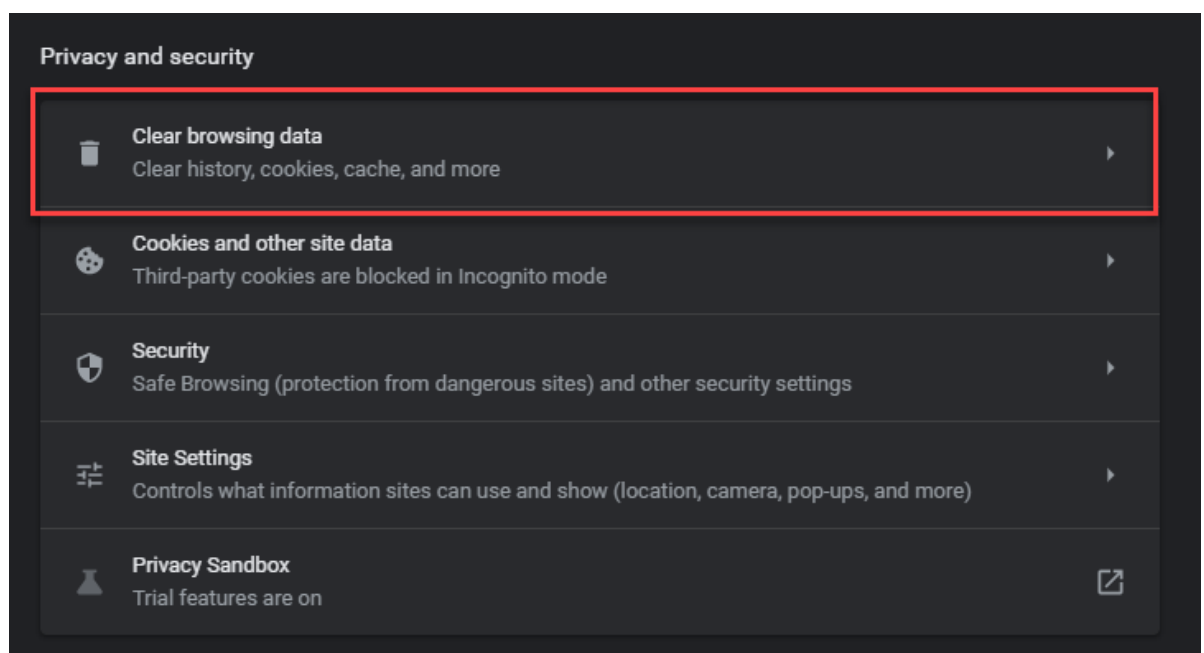 Privacy and security
Clear browsing data
Clear history, cookies, cache, and more
Cookies and other site data
Third-party cookies are blocked in Incognito mode
Security
Safe Browsing (protection from dangerous sites) and other security settings
Site Settings
Controls what information sites can use and show (location, camera, pop-ups, and more)
Privacy Sandbox
Trial features are on